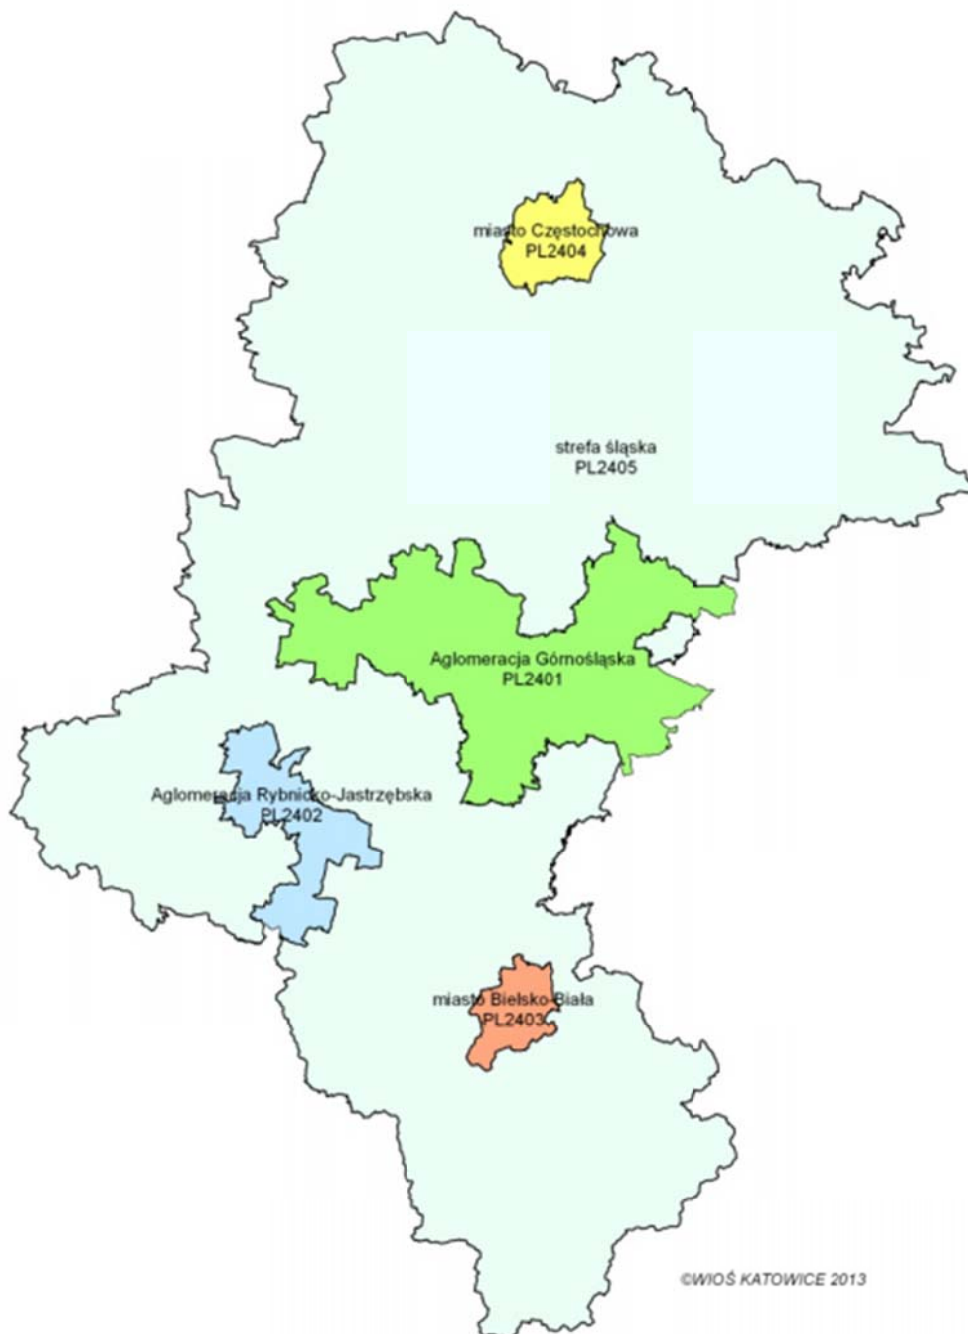 miasto Częstochowa
PL2404
strefa śląska
PL2405
Aglomeracja Górnośląska
PL2401
Aglomeracja Rybnicko-Jastrzębska
PL2402
miasto Bielsko-Biała
PL2403
©WIOŚ KATOWICE 2013